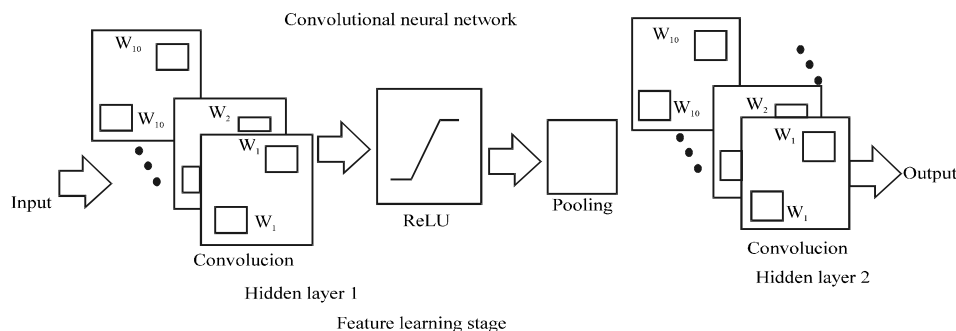 Convolutional neural network
W10
W10
W2
W1
W1
Input
Convolucion
Hidden layer 1
ReLU
Pooling
W10
W10
W2
W1
W1
Output
Convolucion
Hidden layer 2
Feature learning stage